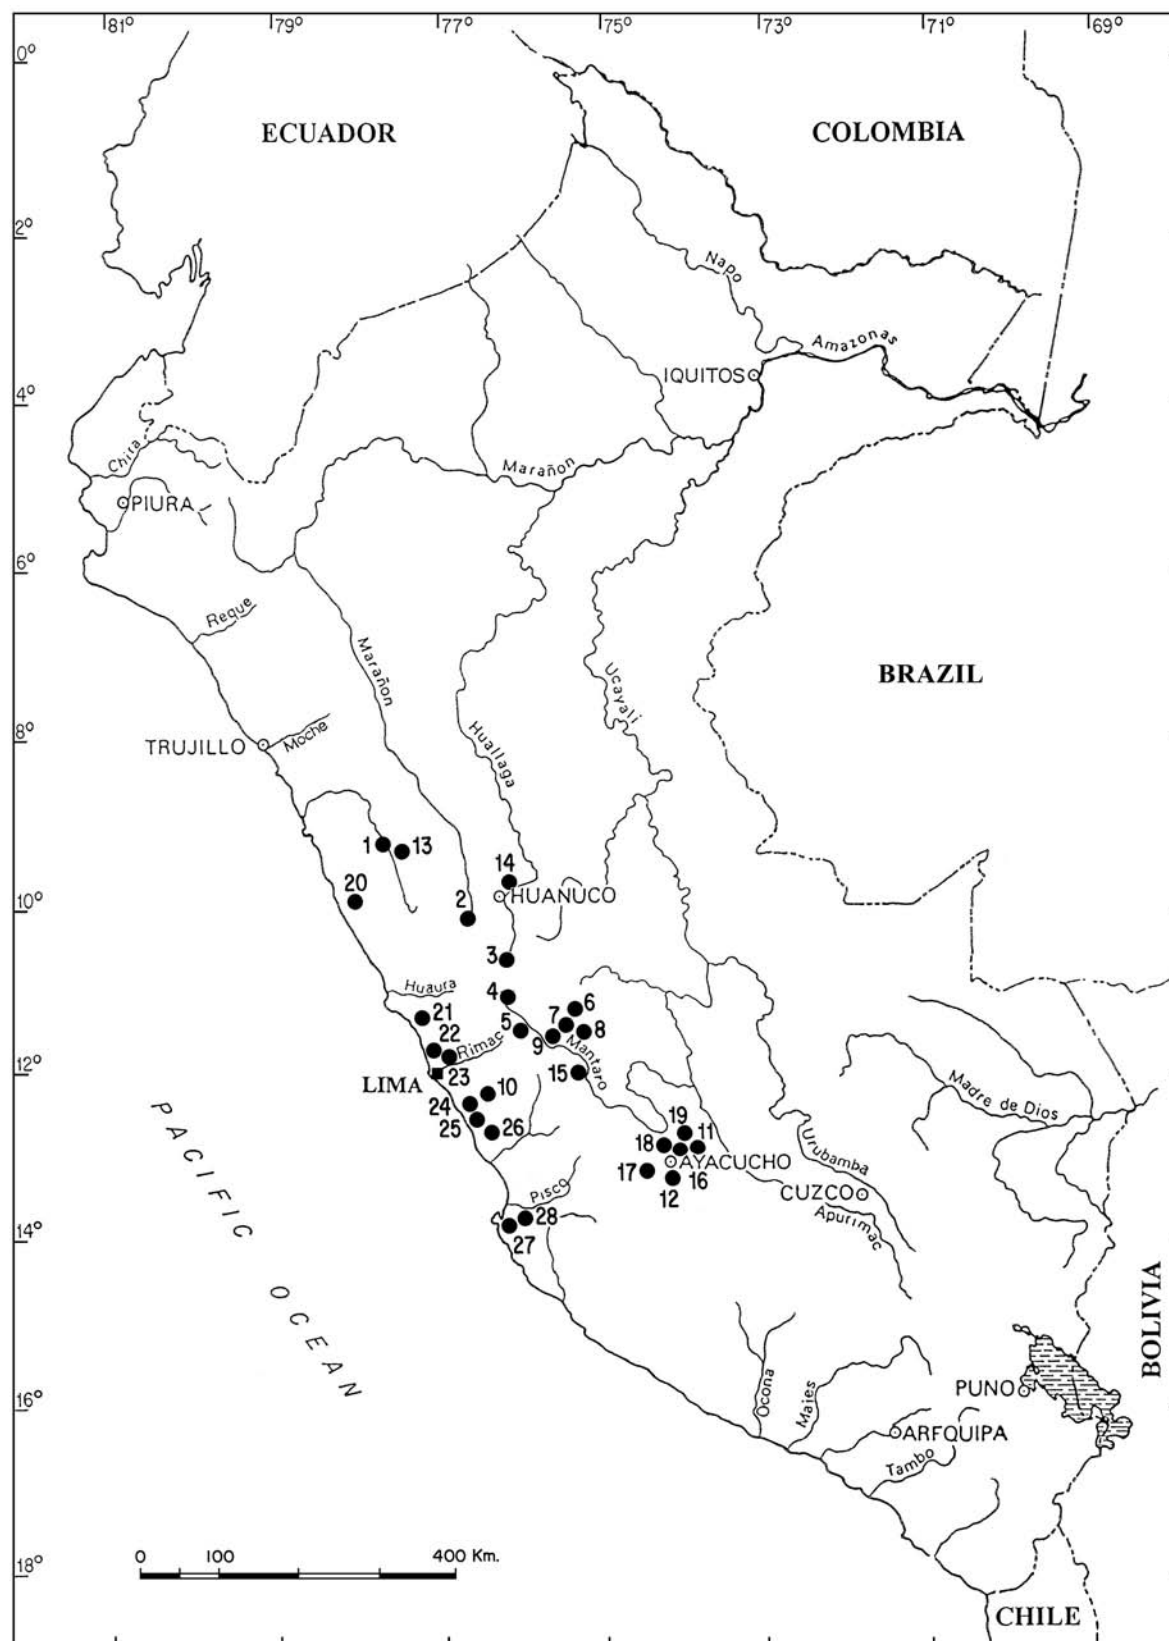 81° 79° 77° 75° 73° 71° 69°
0°
ECUADOR
COLOMBIA
2°
Napo
Amazonas
IQUITOS
4°
Chira
Marañon
PIURA
6°
Reque
Marañon
Ucayali
BRAZIL
8°
TRUJILLO
Moche
Huallaga
1 13
14
20
HUANUCO
10°
2
3
Huaura
4
6
21
7
5
8
22
Rimac
9
Mantaro
12°
LIMA
23
15
10
24
Madre de Dios
25
26
19
11
18
AYACUCHO
Urubamba
17
12
16
CUZCO
Pisco
28
Apurimac
14°
27
PACIFIC OCEAN
BOLIVIA
Ocona
Majes
PUNO
16°
ARFQUIPA
Tambo
0 100 400 Km.
18°
CHILE